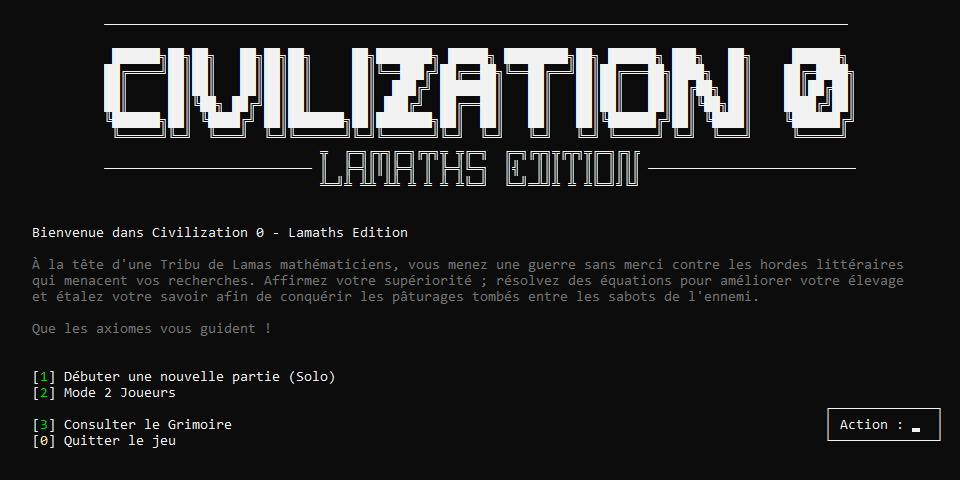 CIVILIZATION 0
LAMATHS EDITION
Bienvenue dans Civilization 0 - Lamaths Edition
À la tête d'une Tribu de Lamas mathématiciens, vous menez une guerre sans merci contre les hordes littéraires
qui menacent vos recherches. Affirmez votre supériorité ; résolvez des équations pour améliorer votre élevage
et étalez votre savoir afin de conquérir les pâturages tombés entre les sabots de l'ennemi.
Que les axiomes vous guident !
[1] Débuter une nouvelle partie (Solo)
[2] Mode 2 Joueurs
[3] Consulter le Grimoire
[0] Quitter le jeu
Action : _